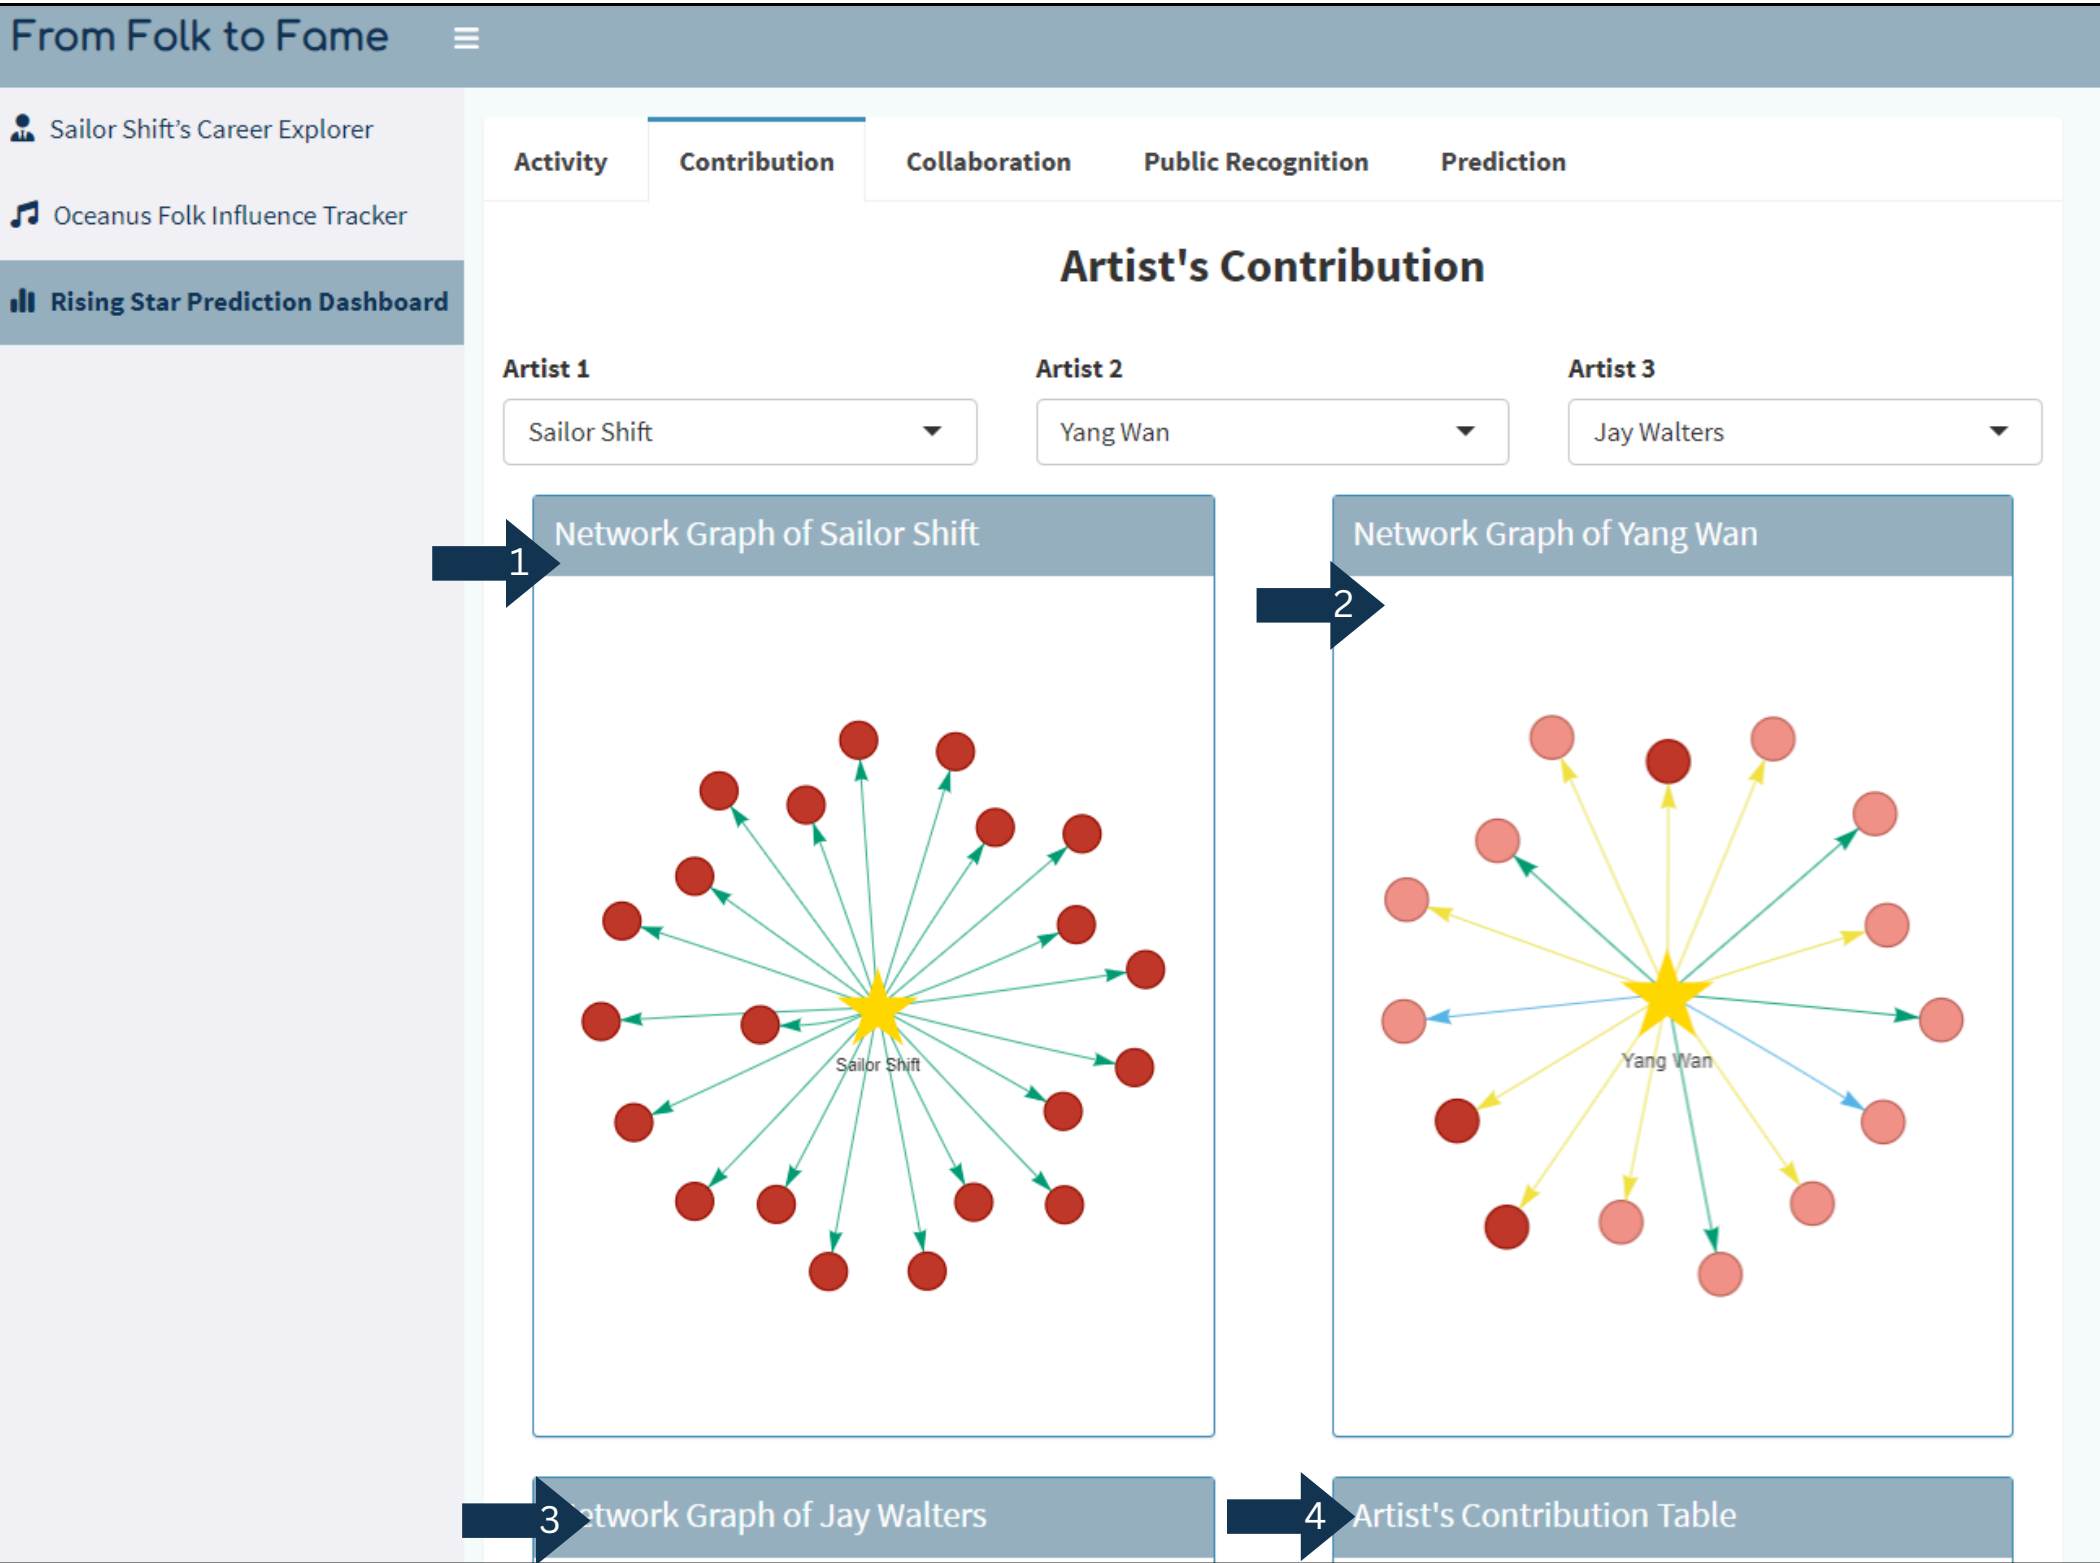 From Folk to Fame
Sailor Shift's Career Explorer
Oceanus Folk Influence Tracker
Rising Star Prediction Dashboard
Activity Contribution Collaboration Public Recognition Prediction
Artist's Contribution
Artist 1 Artist 2 Artist 3
Sailor Shift Yang Wan Jay Walters
Network Graph of Sailor Shift Network Graph of Yang Wan
1
2
Sailor Shift Yang Wan
3 etwork Graph of Jay Walters 4 Artist's Contribution Table